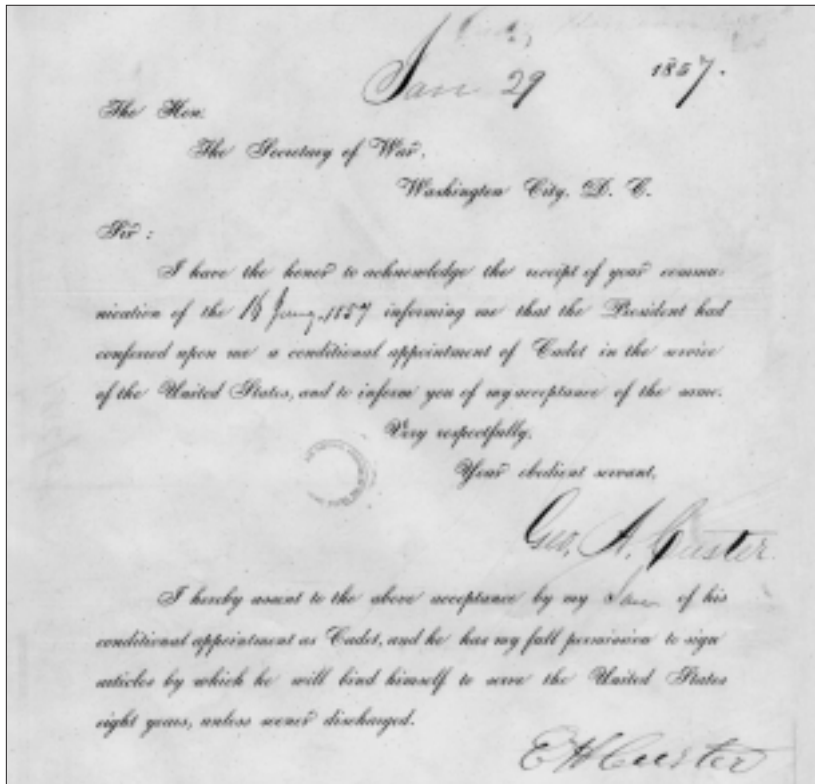 Jan 29 1857.
The Hon.
The Secretary of War,
Washington City, D. C.
Sir :
I have the honor to acknowledge the receipt of your commu-
nication of the 1857 informing me that the President had
conferred upon me a conditional appointment of Cadet in the service
of the United States, and to inform you of my acceptance of the same.
Very respectfully,
Your obedient servant,
Geo. A. Custer
I hereby assent to the above acceptance by my Son of his
conditional appointment as Cadet, and he has my full permission to sign
articles by which he will bind himself to serve the United States
eight years, unless sooner discharged.
E H Custer